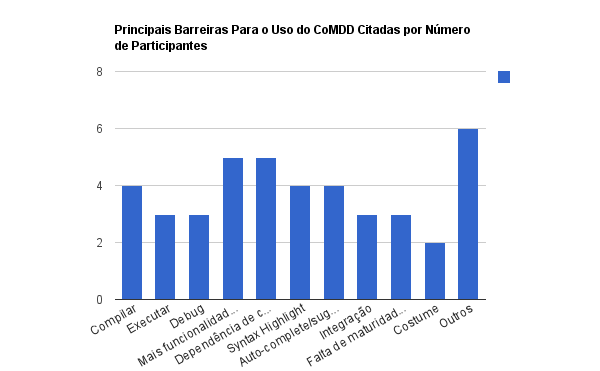 Principais Barreiras Para o Uso do CoMDD Citadas por Número
de Participantes
8
6
4
2
0
Compilar
Executar
Debug
Mais funcionalidad...
Dependência de c...
Syntax Highlight
Auto-complete/sug...
Integração
Falta de maturidad...
Costume
Outros